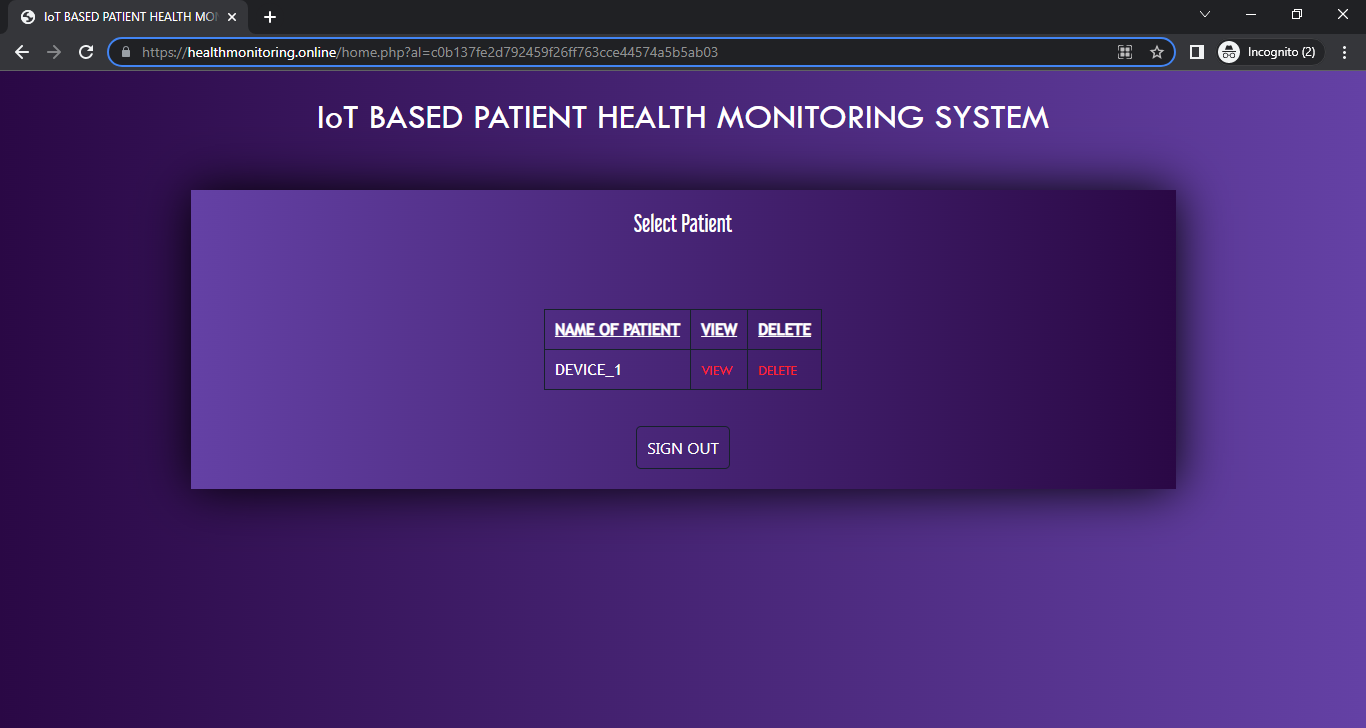 IoT BASED PATIENT HEALTH MON
https://healthmonitoring.online/home.php?al=c0b137fe2d792459f26ff763cce44574a5b5ab03
Incognito (2)
IoT BASED PATIENT HEALTH MONITORING SYSTEM
Select Patient
NAME OF PATIENT VIEW DELETE
DEVICE_1 VIEW DELETE
SIGN OUT